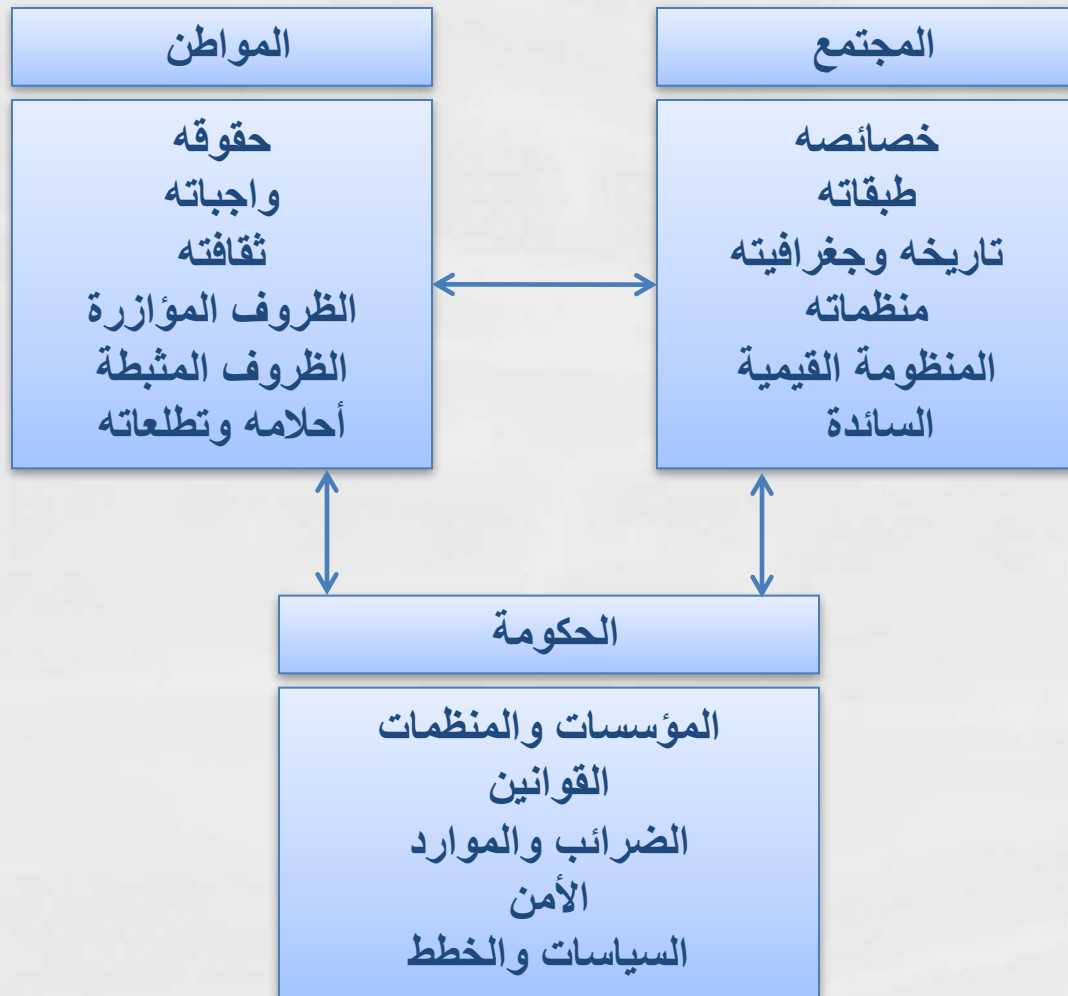 المجتمع
خصائصه
طبقاته
تاريخه وجغرافيته
منظماته
المنظومة القيمية
السائدة
المواطن
حقوقه
واجباته
ثقافته
الظروف المؤازرة
الظروف المثبطة
أحلامه وتطلعاته
الحكومة
المؤسسات والمنظمات
القوانين
الضرائب والموارد
الأمن
السياسات والخطط